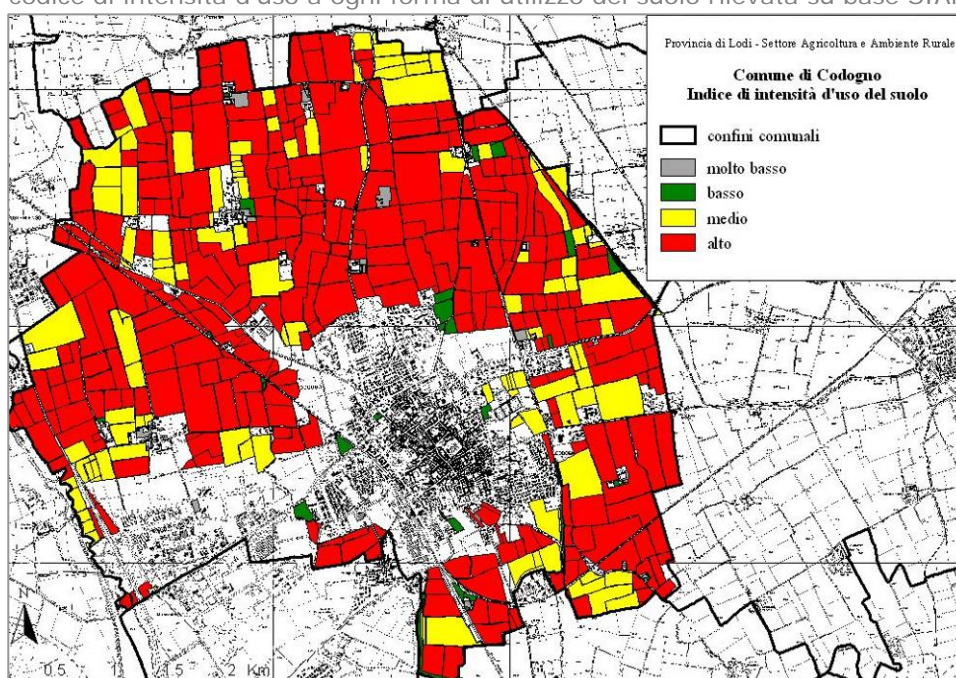 codice di intensità d'uso a ogni forma di utilizzo del suolo rilevata su base SIAR
Provincia di Lodi - Settore Agricoltura e Ambiente Rurale
Comune di Codogno
Indice di intensità d'uso del suolo
confini comunali
molto basso
basso
medio
alto
N
0.5 1 1.5 2 Km